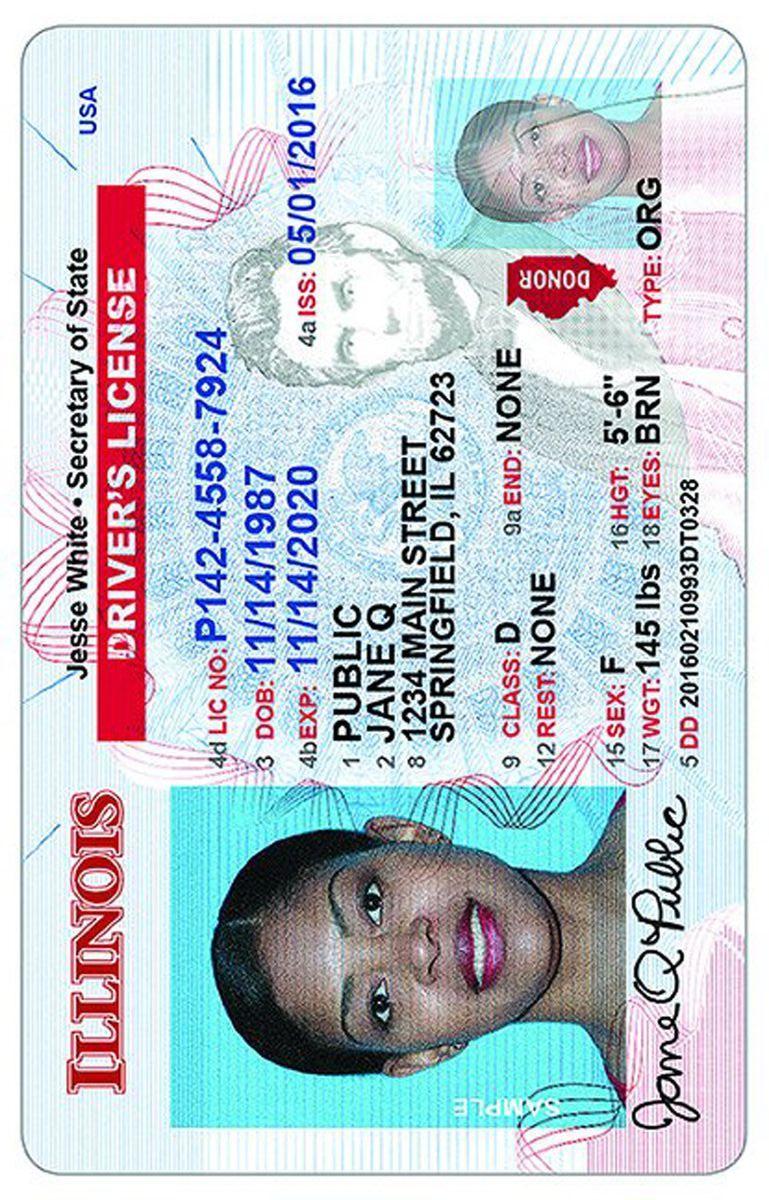 ILLINOIS
Jesse White • Secretary of State
USA
DRIVER'S LICENSE
4d LIC NO: P142-4558-7924
3 DOB: 11/14/1987
4b EXP: 11/14/2020 4a ISS: 05/01/2016
1 PUBLIC
2 JANE Q
8 1234 MAIN STREET
SPRINGFIELD, IL 62723
9 CLASS: D 9a END: NONE
12 REST: NONE
DONOR
15 SEX: F 16 HGT: 5'-6"
17 WGT: 145 lbs 18 EYES: BRN TYPE: ORG
5 DD 20160210993DT0328
SAMPLE
Jane Q Public